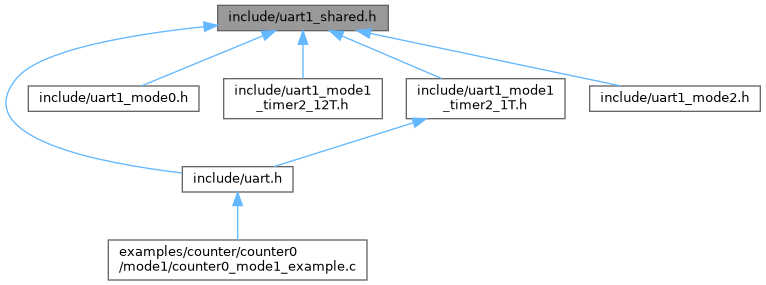 include/uart1_shared.h
include/uart1_mode0.h
include/uart1_mode1
_timer2_12T.h
include/uart1_mode1
_timer2_1T.h
include/uart1_mode2.h
include/uart.h
examples/counter/counter0
/mode1/counter0_mode1_example.c